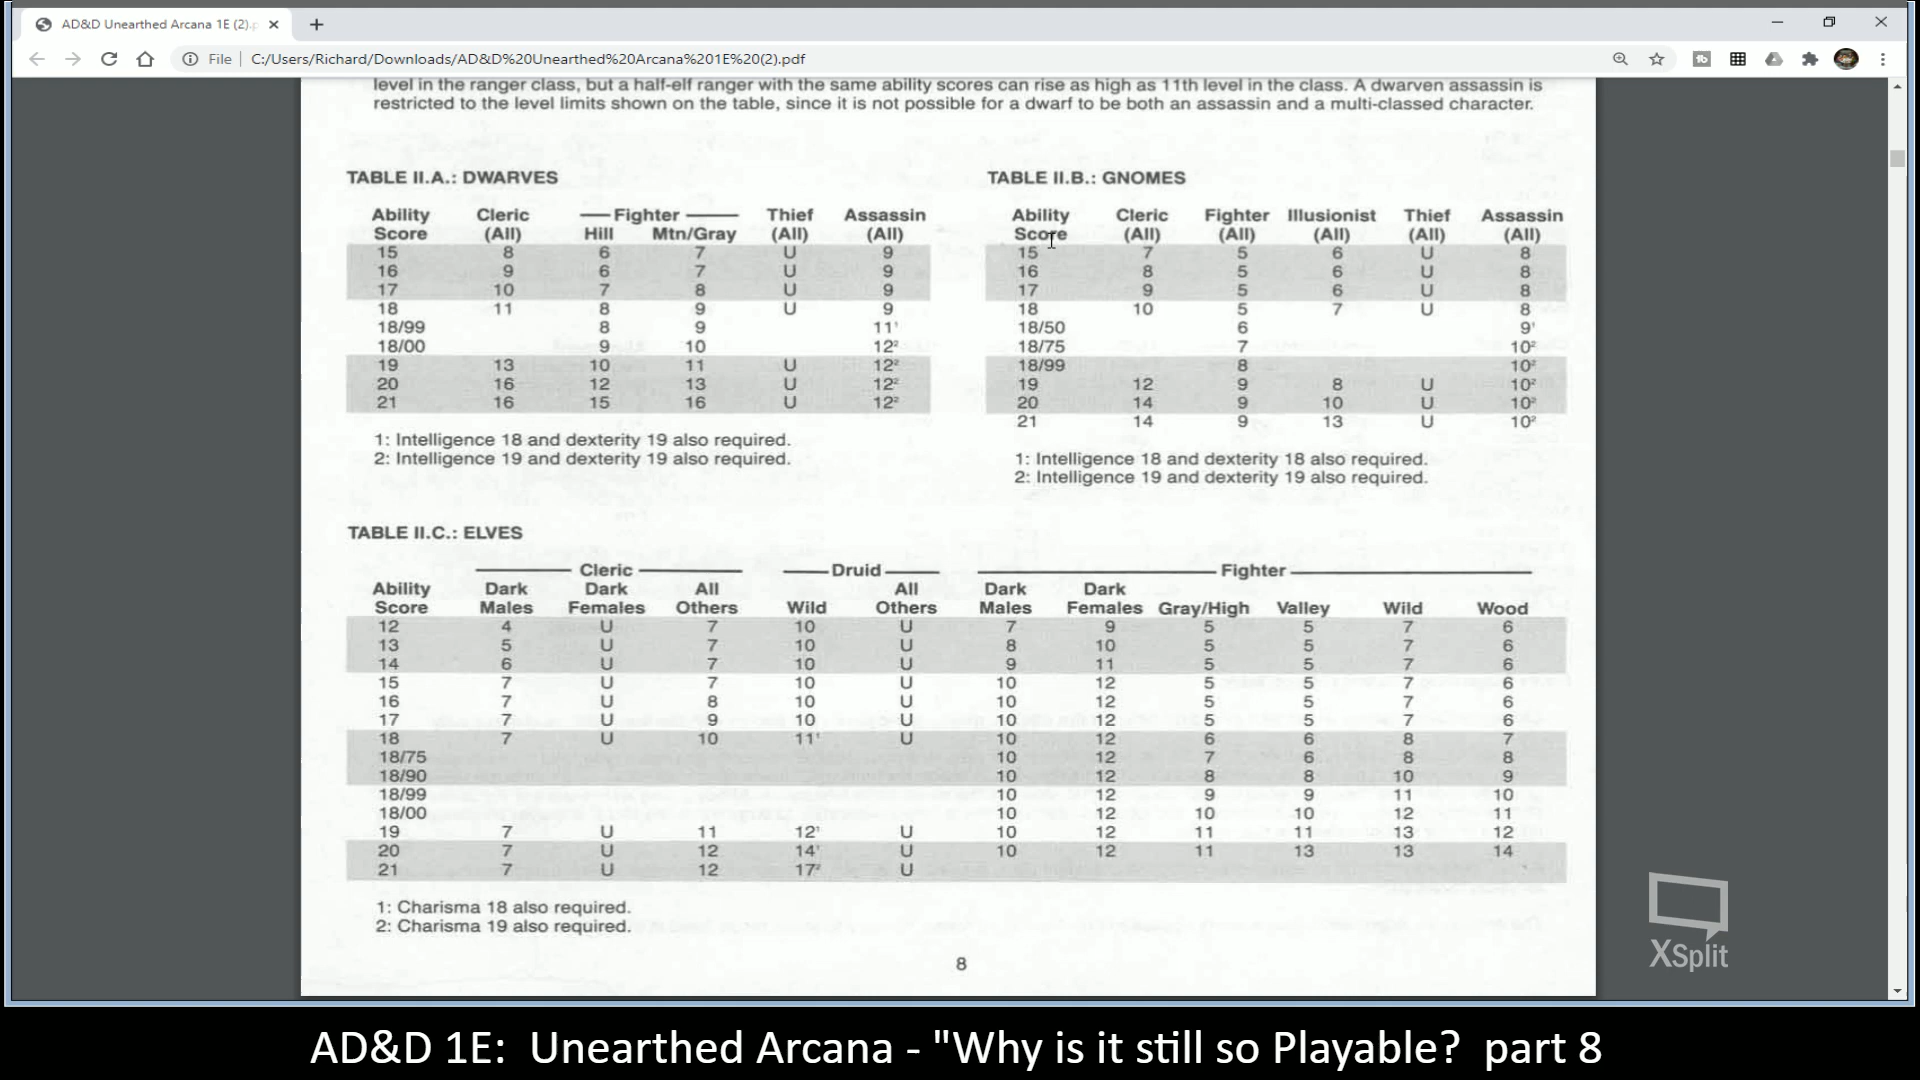 AD&D Unearthed Arcana 1E (2).p
File | C:/Users/Richard/Downloads/AD&D%20Unearthed%20Arcana%201E%20(2).pdf
level in the ranger class, but a half-elf ranger with the same ability scores can rise as high as 11th level in the class. A dwarven assassin is
restricted to the level limits shown on the table, since it is not possible for a dwarf to be both an assassin and a multi-classed character.
TABLE II.A.: DWARVES
Ability Cleric Fighter Thief Assassin
Score (All) Hill Mtn/Gray (All) (All)
15 8 6 7 U 9
16 9 6 7 U 9
17 10 7 8 U 9
18 11 8 9 U 9
18/99 8 9 11¹
18/00 9 10 12²
19 13 10 11 U 12²
20 16 12 13 U 12²
21 16 15 16 U 12²
1: Intelligence 18 and dexterity 19 also required.
2: Intelligence 19 and dexterity 19 also required.
TABLE II.B.: GNOMES
Ability Cleric Fighter Illusionist Thief Assassin
Score (All) (All) (All) (All) (All)
15 7 5 6 U 8
16 8 5 6 U 8
17 9 5 6 U 8
18 10 5 7 U 8
18/50 6 9¹
18/75 7 10²
18/99 8 10²
19 12 9 8 U 10²
20 14 9 10 U 10²
21 14 9 13 U 10²
1: Intelligence 18 and dexterity 18 also required.
2: Intelligence 19 and dexterity 19 also required.
TABLE II.C.: ELVES
Cleric Druid Fighter
Ability Dark Dark All All Dark Dark
Score Males Females Others Wild Others Males Females Gray/High Valley Wild Wood
12 4 U 7 10 U 7 9 5 5 7 6
13 5 U 7 10 U 8 10 5 5 7 6
14 6 U 7 10 U 9 11 5 5 7 6
15 7 U 7 10 U 10 12 5 5 7 6
16 7 U 8 10 U 10 12 5 5 7 6
17 7 U 9 10 U 10 12 5 5 7 6
18 7 U 10 11¹ U 10 12 6 6 8 7
18/75 10 12 7 6 8 8
18/90 10 12 8 8 10 9
18/99 10 12 9 9 11 10
18/00 10 12 10 10 12 11
19 7 U 11 12¹ U 10 12 11 11 13 12
20 7 U 12 14¹ U 10 12 11 13 13 14
21 7 U 12 17² U
1: Charisma 18 also required.
2: Charisma 19 also required.
8
XSplit
AD&D 1E: Unearthed Arcana - "Why is it still so Playable? part 8